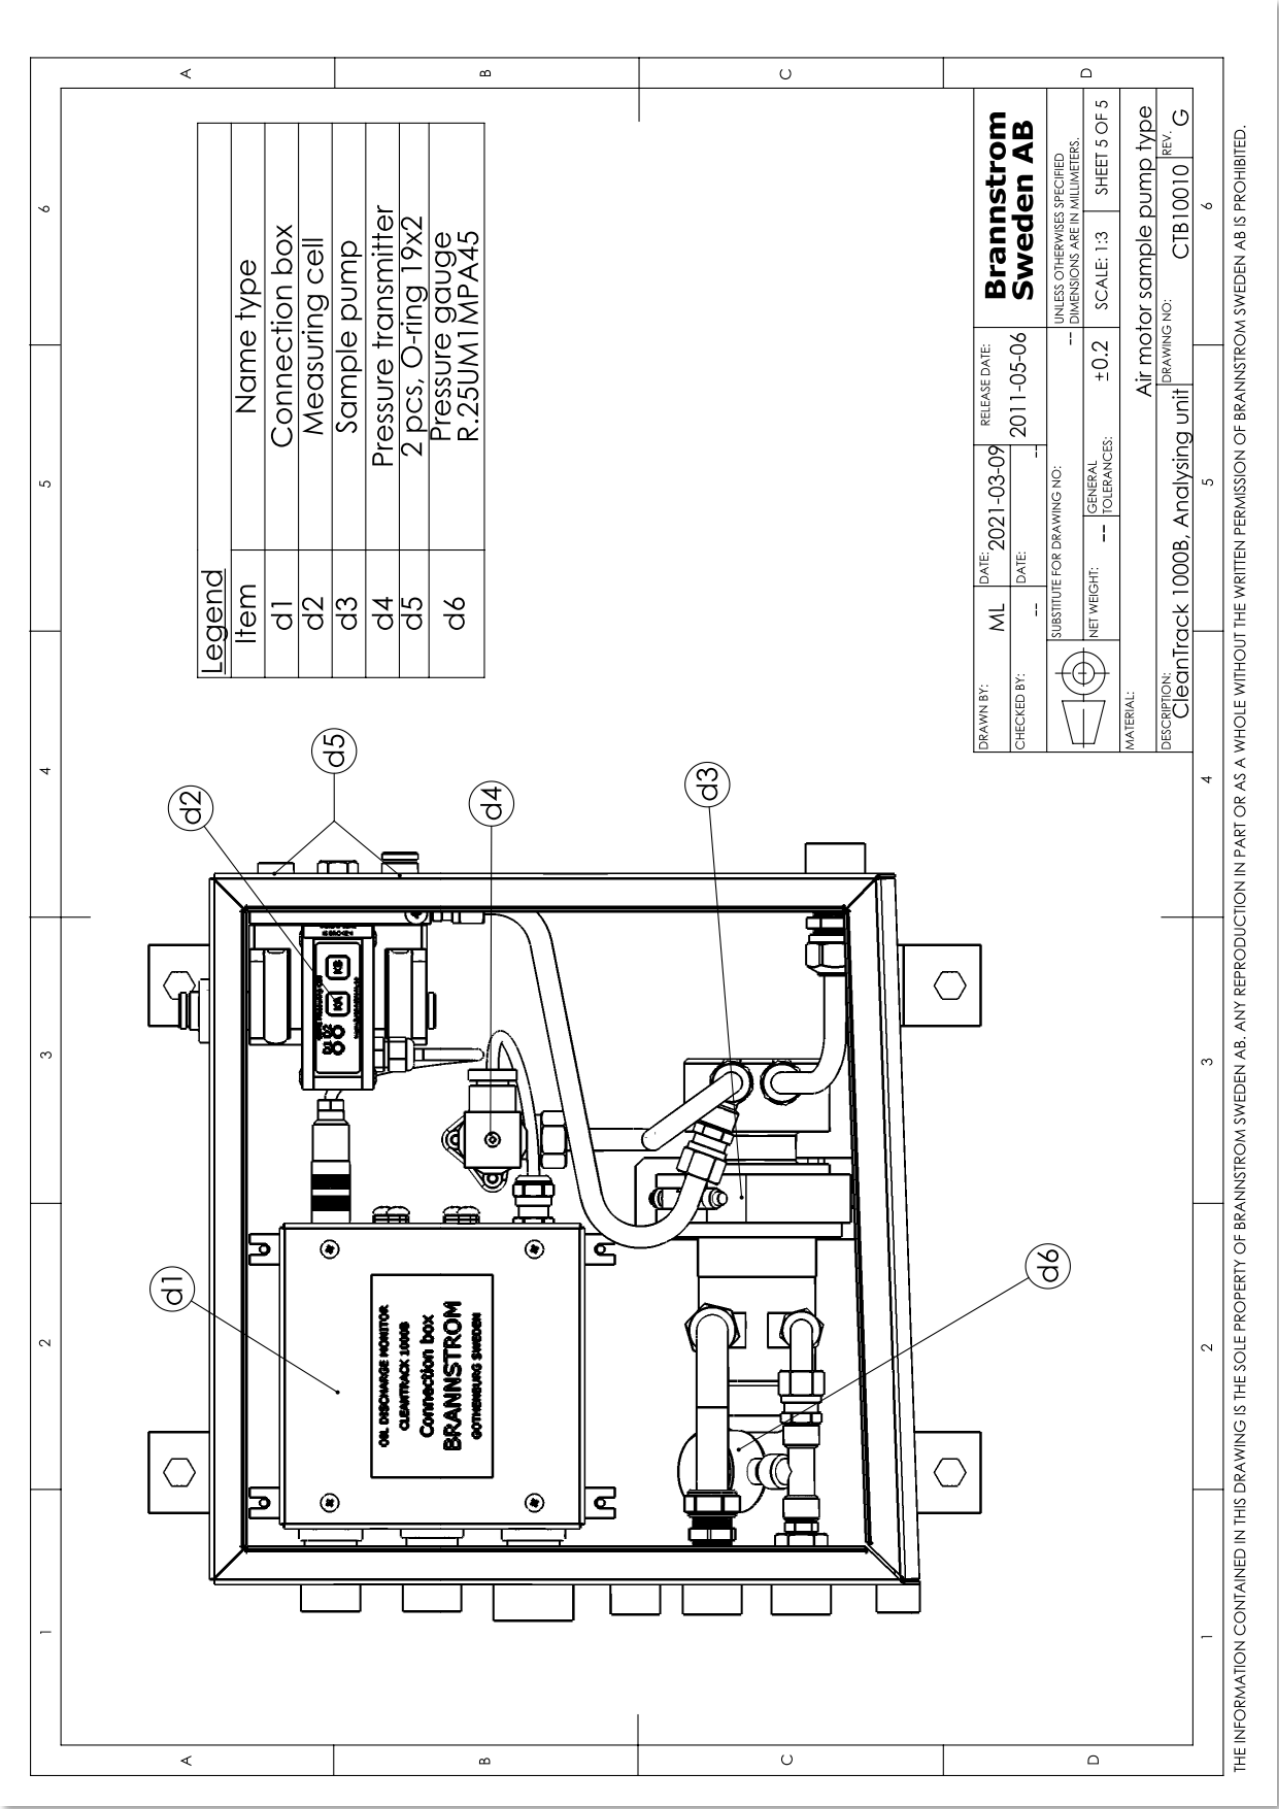 A
B
C
D
6
5
4
3
2
1
Legend
Item Name type
d1 Connection box
d2 Measuring cell
d3 Sample pump
d4 Pressure transmitter
d5 2 pcs, O-ring 19x2
d6 Pressure gauge
R.25UM1MPA45
d1
d2
d5
d4
d3
d6
D1 D2
KA
KB
OIL DISCHARGE MONITOR
CLEANTRACK 1000B
Connection box
BRANNSTROM
GOTHENBURG SWEDEN
DRAWN BY: ML
DATE: 2021-03-09
RELEASE DATE: 2011-05-06
CHECKED BY: --
DATE: --
Brannstrom
Sweden AB
SUBSTITUTE FOR DRAWING NO: --
UNLESS OTHERWISES SPECIFIED
DIMENSIONS ARE IN MILLIMETERS.
NET WEIGHT: --
GENERAL
TOLERANCES: ±0.2
SCALE: 1:3
SHEET 5 OF 5
MATERIAL:
Air motor sample pump type
DESCRIPTION:
CleanTrack 1000B, Analysing unit
DRAWING NO:
CTB10010
REV.
G
1
2
3
4
5
6
A
B
C
D
THE INFORMATION CONTAINED IN THIS DRAWING IS THE SOLE PROPERTY OF BRANNSTROM SWEDEN AB. ANY REPRODUCTION IN PART OR AS A WHOLE WITHOUT THE WRITTEN PERMISSION OF BRANNSTROM SWEDEN AB IS PROHIBITED.